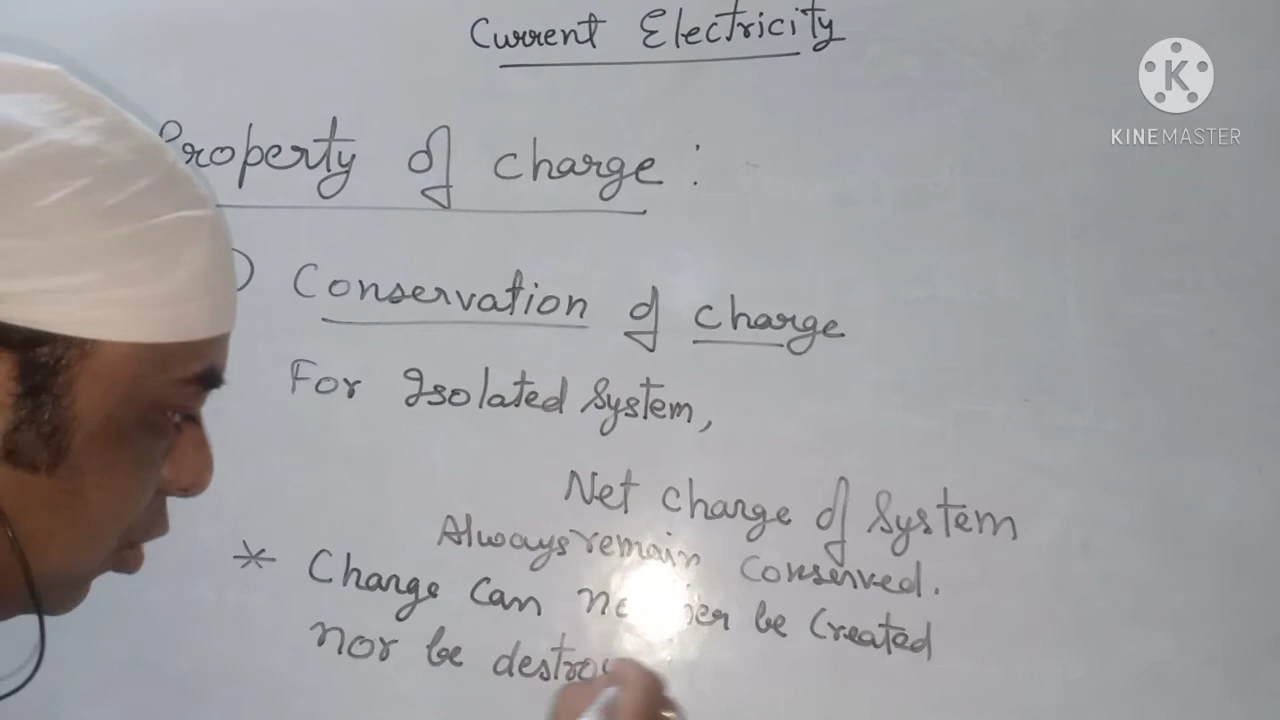 Current Electricity
K
KINEMASTER
Property of charge :
) Conservation of charge
For Isolated System,
Net charge of System
Always remain conserved.
* Charge can be Created
nor be